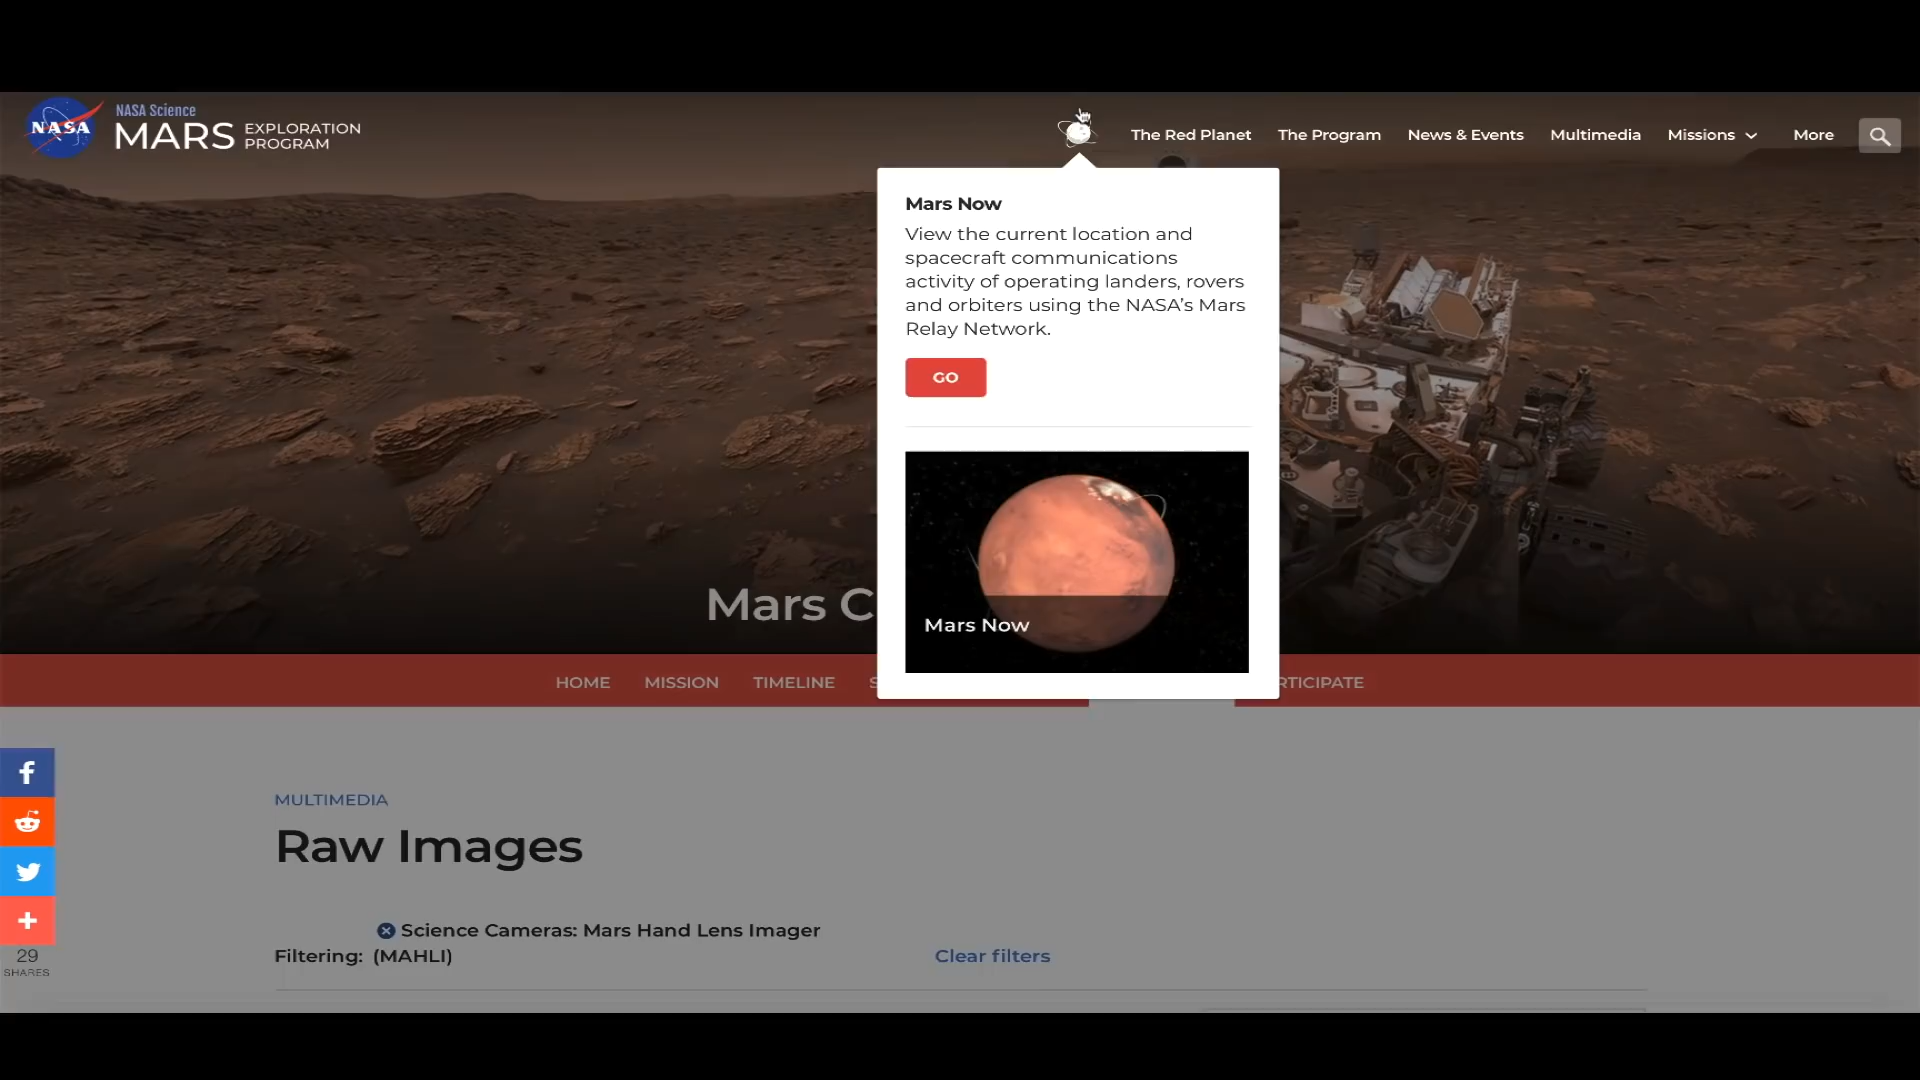 NASA
NASA Science
MARS EXPLORATION PROGRAM
The Red Planet
The Program
News & Events
Multimedia
Missions
More
Mars Now
View the current location and
spacecraft communications
activity of operating landers, rovers
and orbiters using the NASA’s Mars
Relay Network.
GO
Mars Now
Mars C
HOME
MISSION
TIMELINE
S
RTICIPATE
MULTIMEDIA
Raw Images
Science Cameras: Mars Hand Lens Imager
Filtering: (MAHLI)
Clear filters
29
SHARES